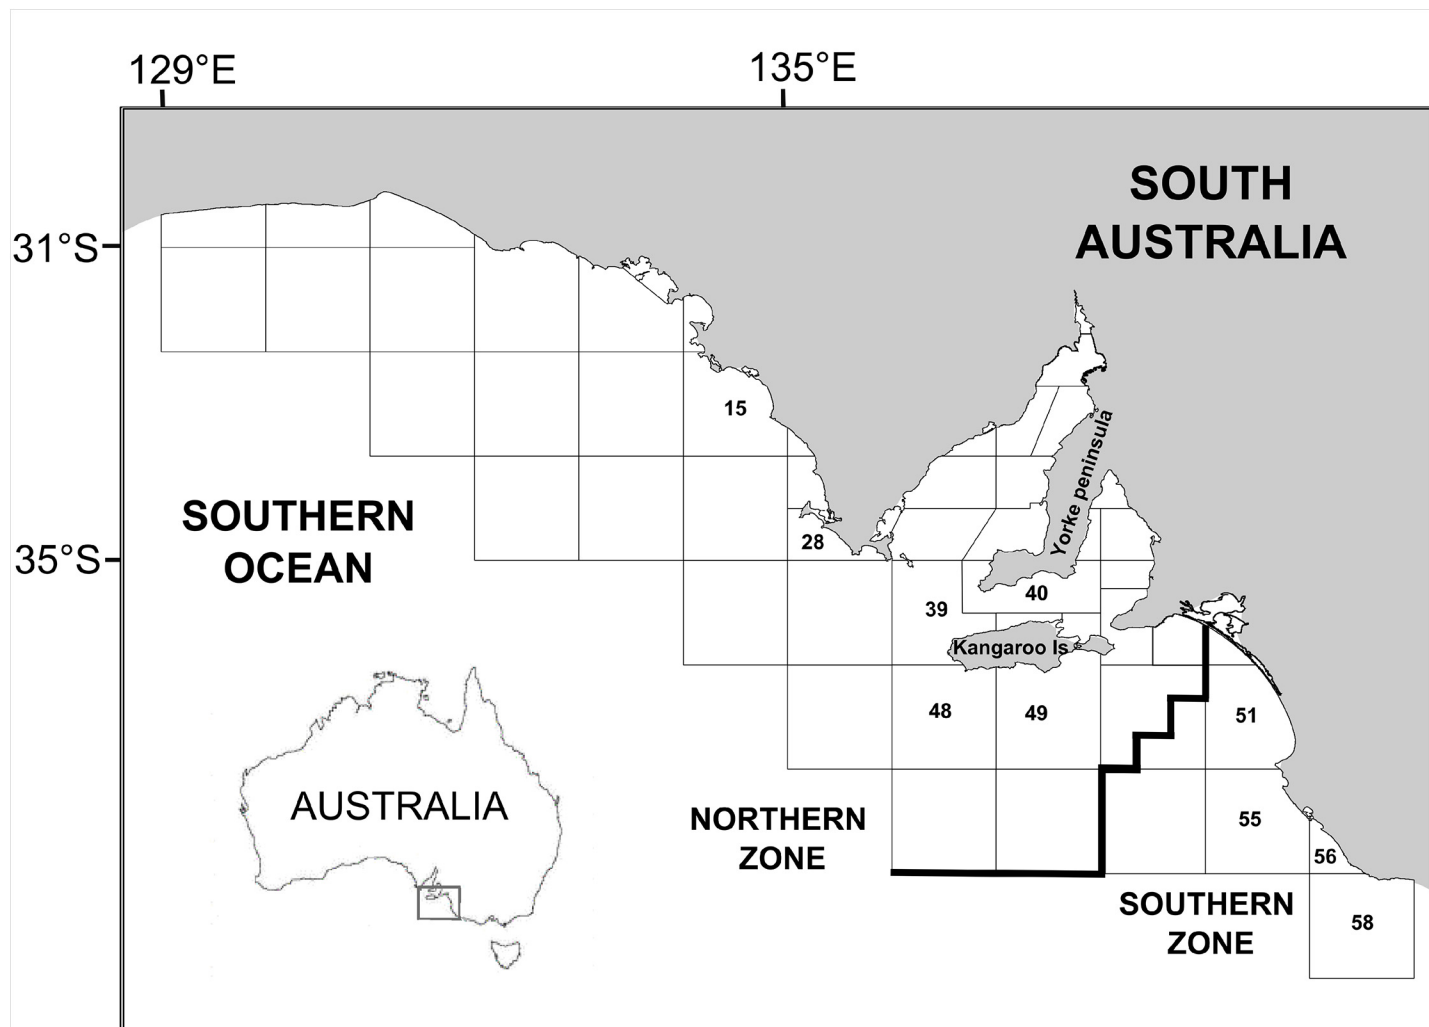 129°E
135°E
SOUTH
AUSTRALIA
31°S
15
Yorke peninsula
SOUTHERN
OCEAN
28
35°S
40
39
Kangaroo Is
48
49
51
AUSTRALIA
NORTHERN
ZONE
55
56
SOUTHERN
ZONE
58